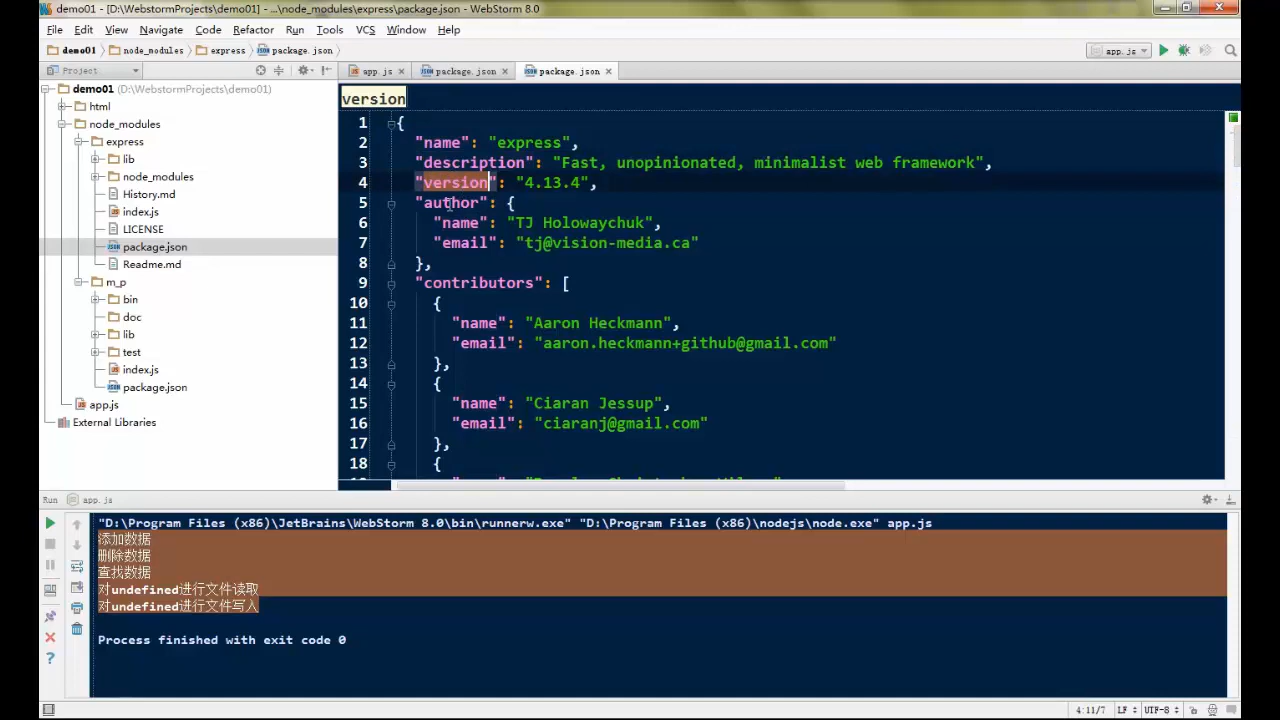 demo01 - [D:\WebstormProjects\demo01] - ...\node_modules\express\package.json - WebStorm 8.0
File Edit View Navigate Code Refactor Run Tools VCS Window Help
demo01 node_modules express package.json app.js
Project app.js package.json package.json
demo01 (D:\WebstormProjects\demo01)
html
node_modules
express
lib
node_modules
History.md
index.js
LICENSE
package.json
Readme.md
m_p
bin
doc
lib
test
index.js
package.json
app.js
External Libraries
version
1 {
2 "name": "express",
3 "description": "Fast, unopinionated, minimalist web framework",
4 "version": "4.13.4",
5 "author": {
6 "name": "TJ Holowaychuk",
7 "email": "tj@vision-media.ca"
8 },
9 "contributors": [
10 {
11 "name": "Aaron Heckmann",
12 "email": "aaron.heckmann+github@gmail.com"
13 },
14 {
15 "name": "Ciaran Jessup",
16 "email": "ciaranj@gmail.com"
17 },
18 {
Run app.js
"D:\Program Files (x86)\JetBrains\WebStorm 8.0\bin\runnerw.exe" "D:\Program Files (x86)\nodejs\node.exe" app.js
添加数据
删除数据
查找数据
对undefined进行文件读取
对undefined进行文件写入
Process finished with exit code 0
4:11/7 LF UTF-8